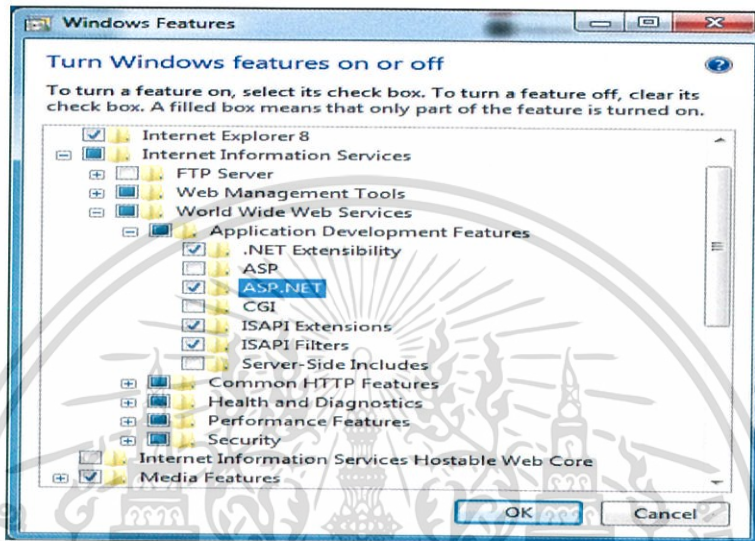 Windows Features
Turn Windows features on or off
To turn a feature on, select its check box. To turn a feature off, clear its
check box. A filled box means that only part of the feature is turned on.
Internet Explorer 8
Internet Information Services
FTP Server
Web Management Tools
World Wide Web Services
Application Development Features
.NET Extensibility
ASP
ASP.NET
CGI
ISAPI Extensions
ISAPI Filters
Server-Side Includes
Common HTTP Features
Health and Diagnostics
Performance Features
Security
Internet Information Services Hostable Web Core
Media Features
OK Cancel